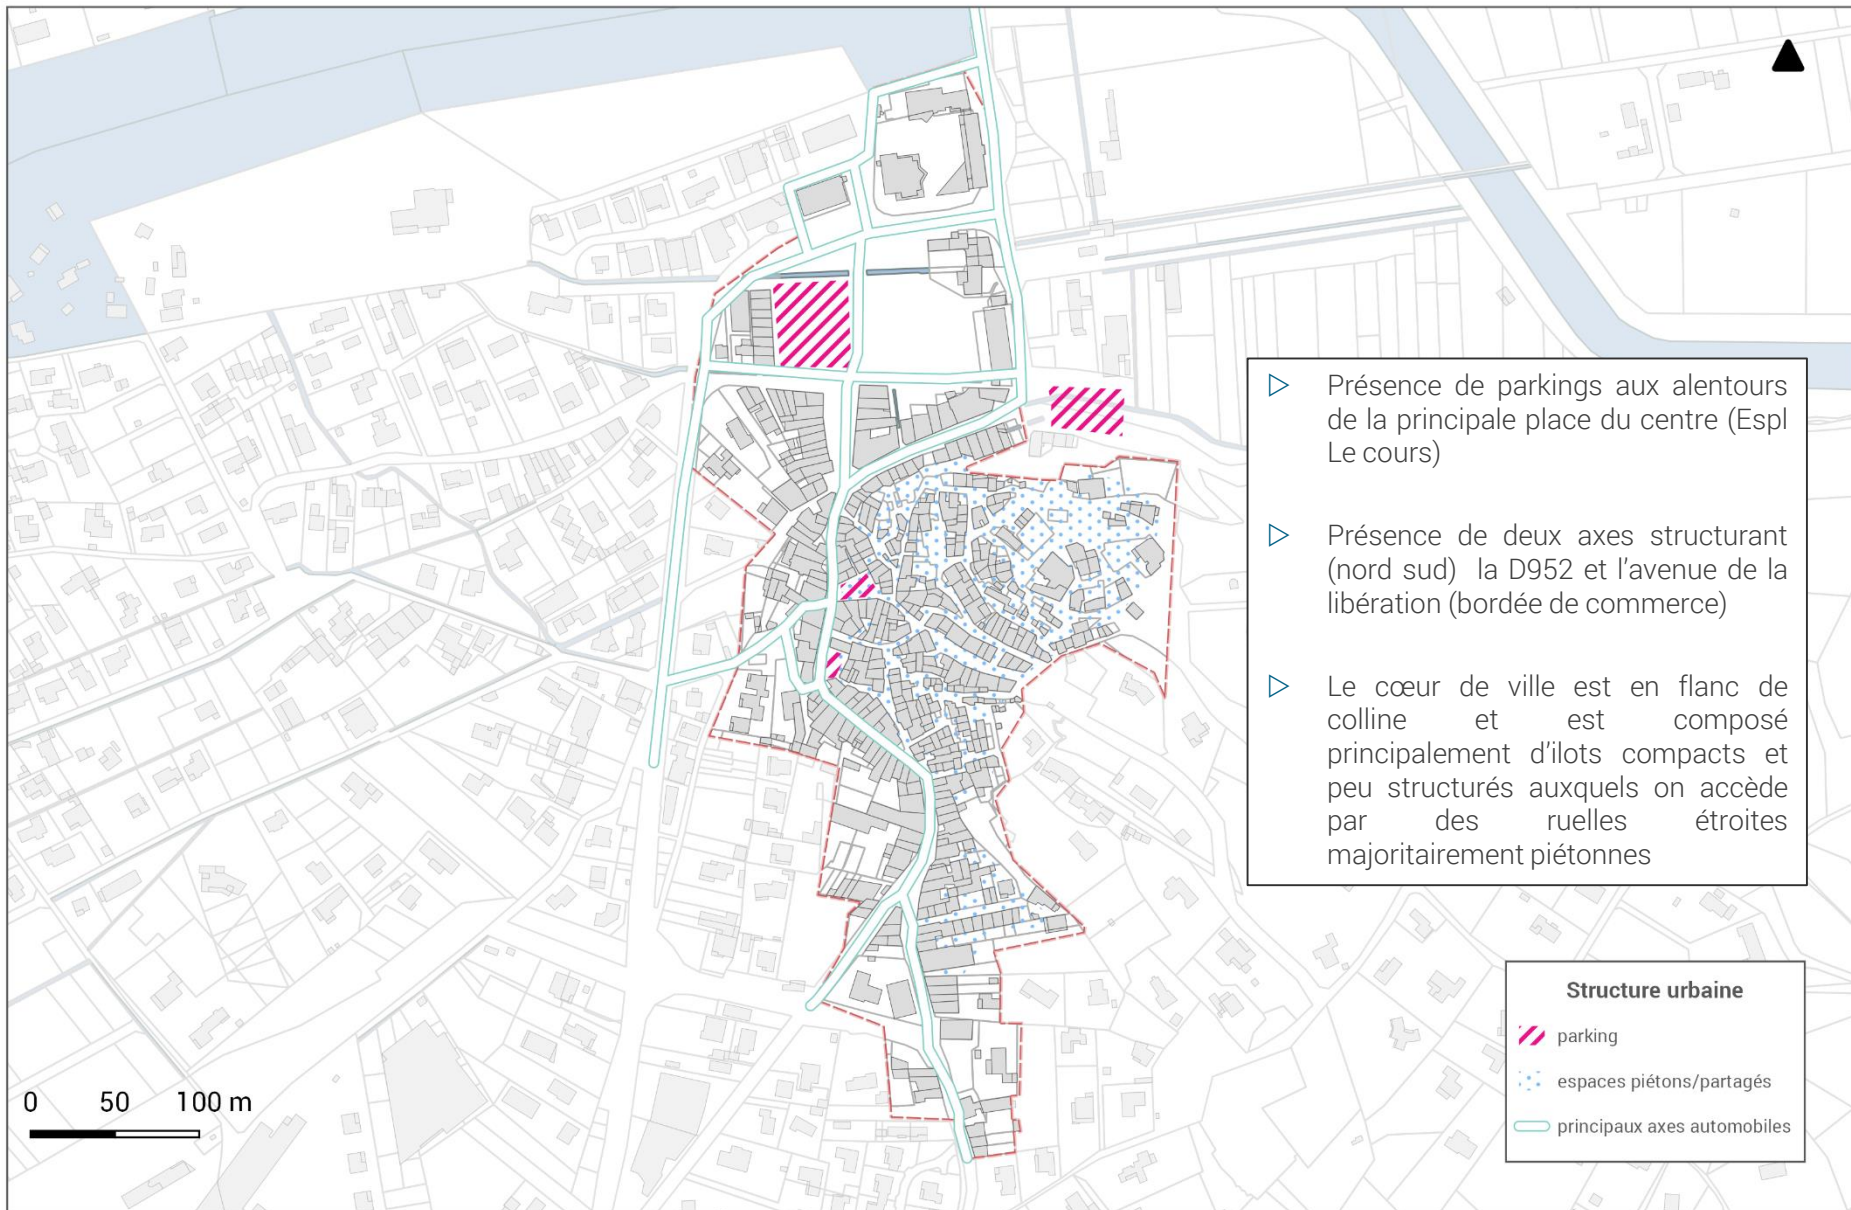 Présence de parkings aux alentours
de la principale place du centre (Espl
Le cours)
Présence de deux axes structurant
(nord sud) la D952 et l'avenue de la
libération (bordée de commerce)
Le cœur de ville est en flanc de
colline et est composé
principalement d'ilots compacts et
peu structurés auxquels on accède
par des ruelles étroites
majoritairement piétonnes
Structure urbaine
parking
espaces piétons/partagés
principaux axes automobiles
0 50 100 m